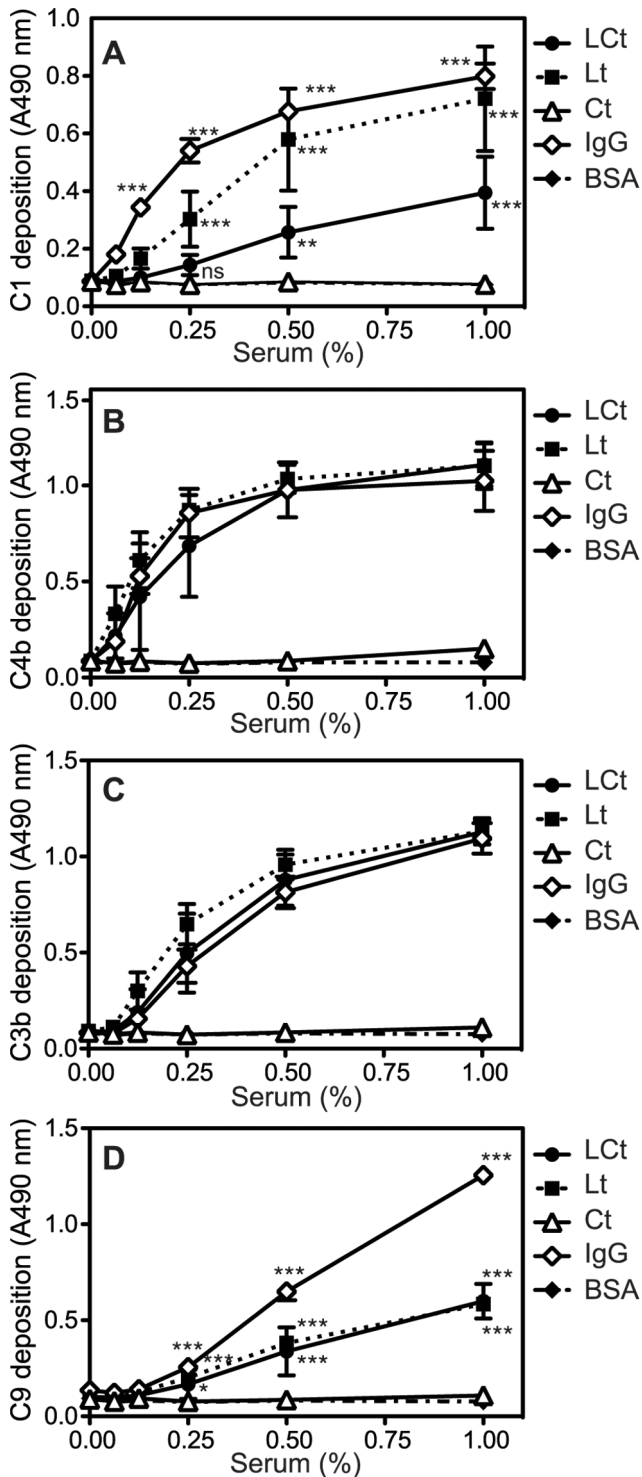 A
C1 deposition (A490 nm)
1.0
0.8
0.6
0.4
0.2
0.0
***
***
***
***
***
***
***
***
**
ns
0.00 0.25 0.50 0.75 1.00
Serum (%)
LCt
Lt
Ct
IgG
BSA
B
C4b deposition (A490 nm)
1.5
1.0
0.5
0.0
0.00 0.25 0.50 0.75 1.00
Serum (%)
LCt
Lt
Ct
IgG
BSA
C
C3b deposition (A490 nm)
1.5
1.0
0.5
0.0
0.00 0.25 0.50 0.75 1.00
Serum (%)
LCt
Lt
Ct
IgG
BSA
D
C9 deposition (A490 nm)
1.5
1.0
0.5
0.0
***
***
***
***
***
***
***
*
0.00 0.25 0.50 0.75 1.00
Serum (%)
LCt
Lt
Ct
IgG
BSA